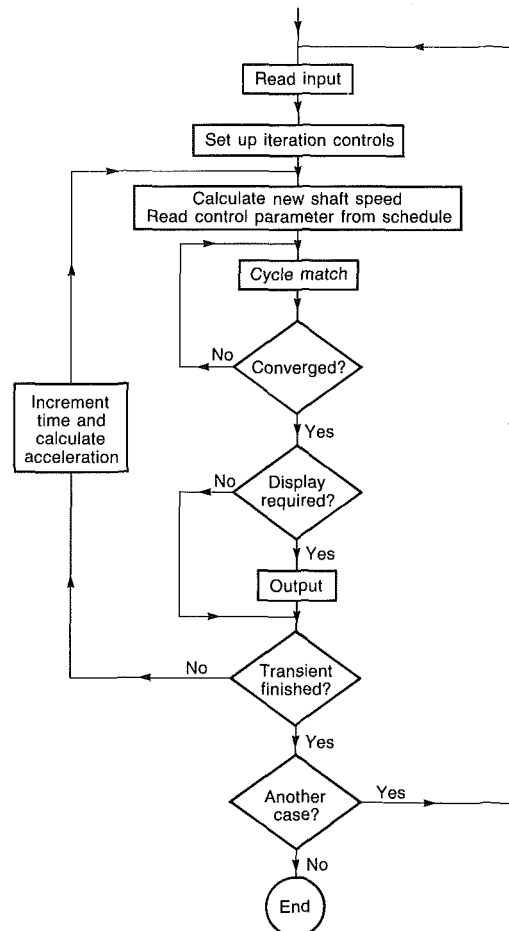 Read input
Set up iteration controls
Calculate new shaft speed
Read control parameter from schedule
Cycle match
No
Converged?
Yes
Increment
time and
calculate
acceleration
No
Display
required?
Yes
Output
No
Transient
finished?
Yes
Another
case?
Yes
No
End